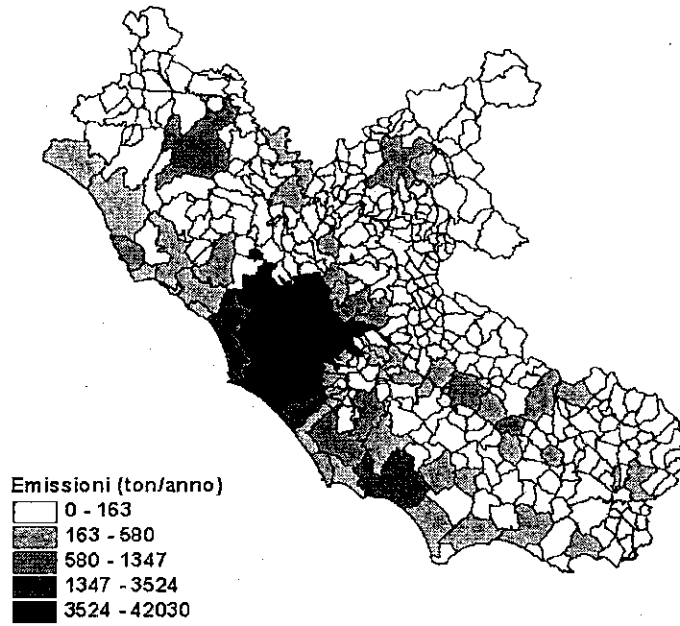 Emissioni (ton/anno)
0 - 163
163 - 580
580 - 1347
1347 - 3524
3524 - 42030